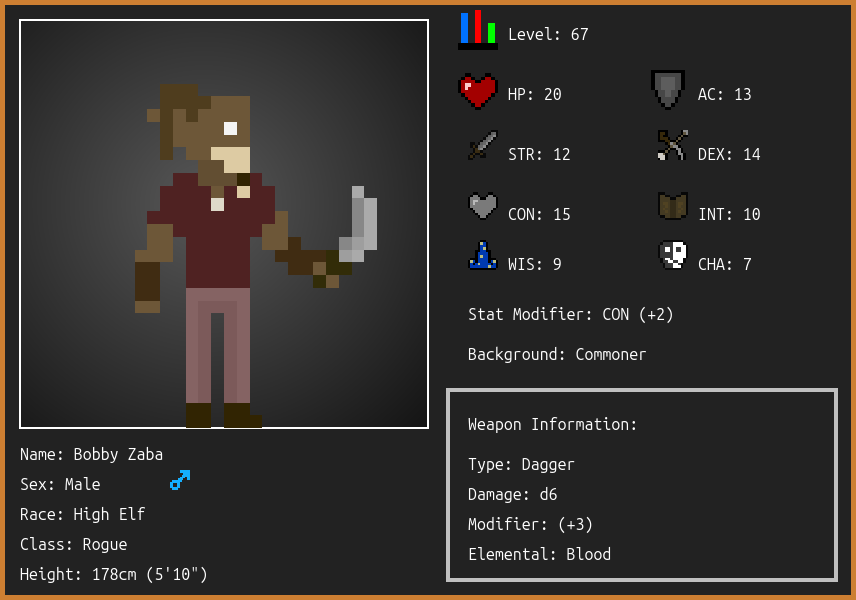 Level: 67
HP: 20
AC: 13
STR: 12
DEX: 14
CON: 15
INT: 10
WIS: 9
CHA: 7
Stat Modifier: CON (+2)
Background: Commoner
Weapon Information:
Type: Dagger
Damage: d6
Modifier: (+3)
Elemental: Blood
Name: Bobby Zaba
Sex: Male
Race: High Elf
Class: Rogue
Height: 178cm (5'10")